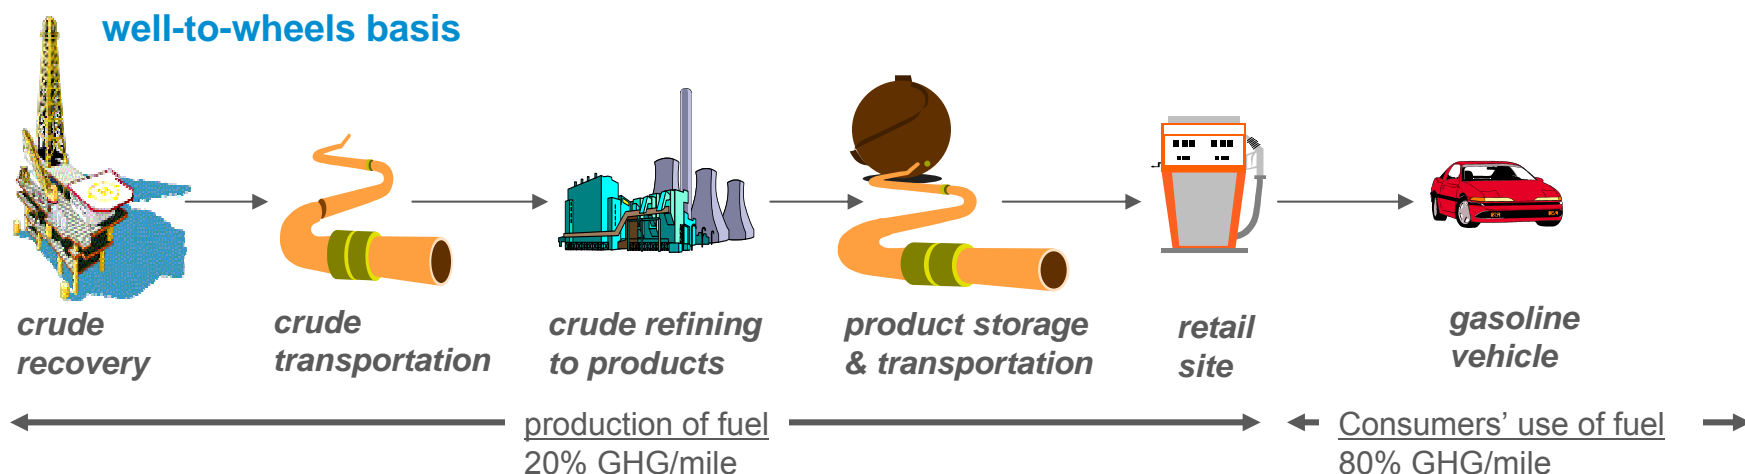 well-to-wheels basis
crude
recovery
crude
transportation
crude refining
to products
product storage
& transportation
retail
site
gasoline
vehicle
production of fuel
20% GHG/mile
Consumers’ use of fuel
80% GHG/mile